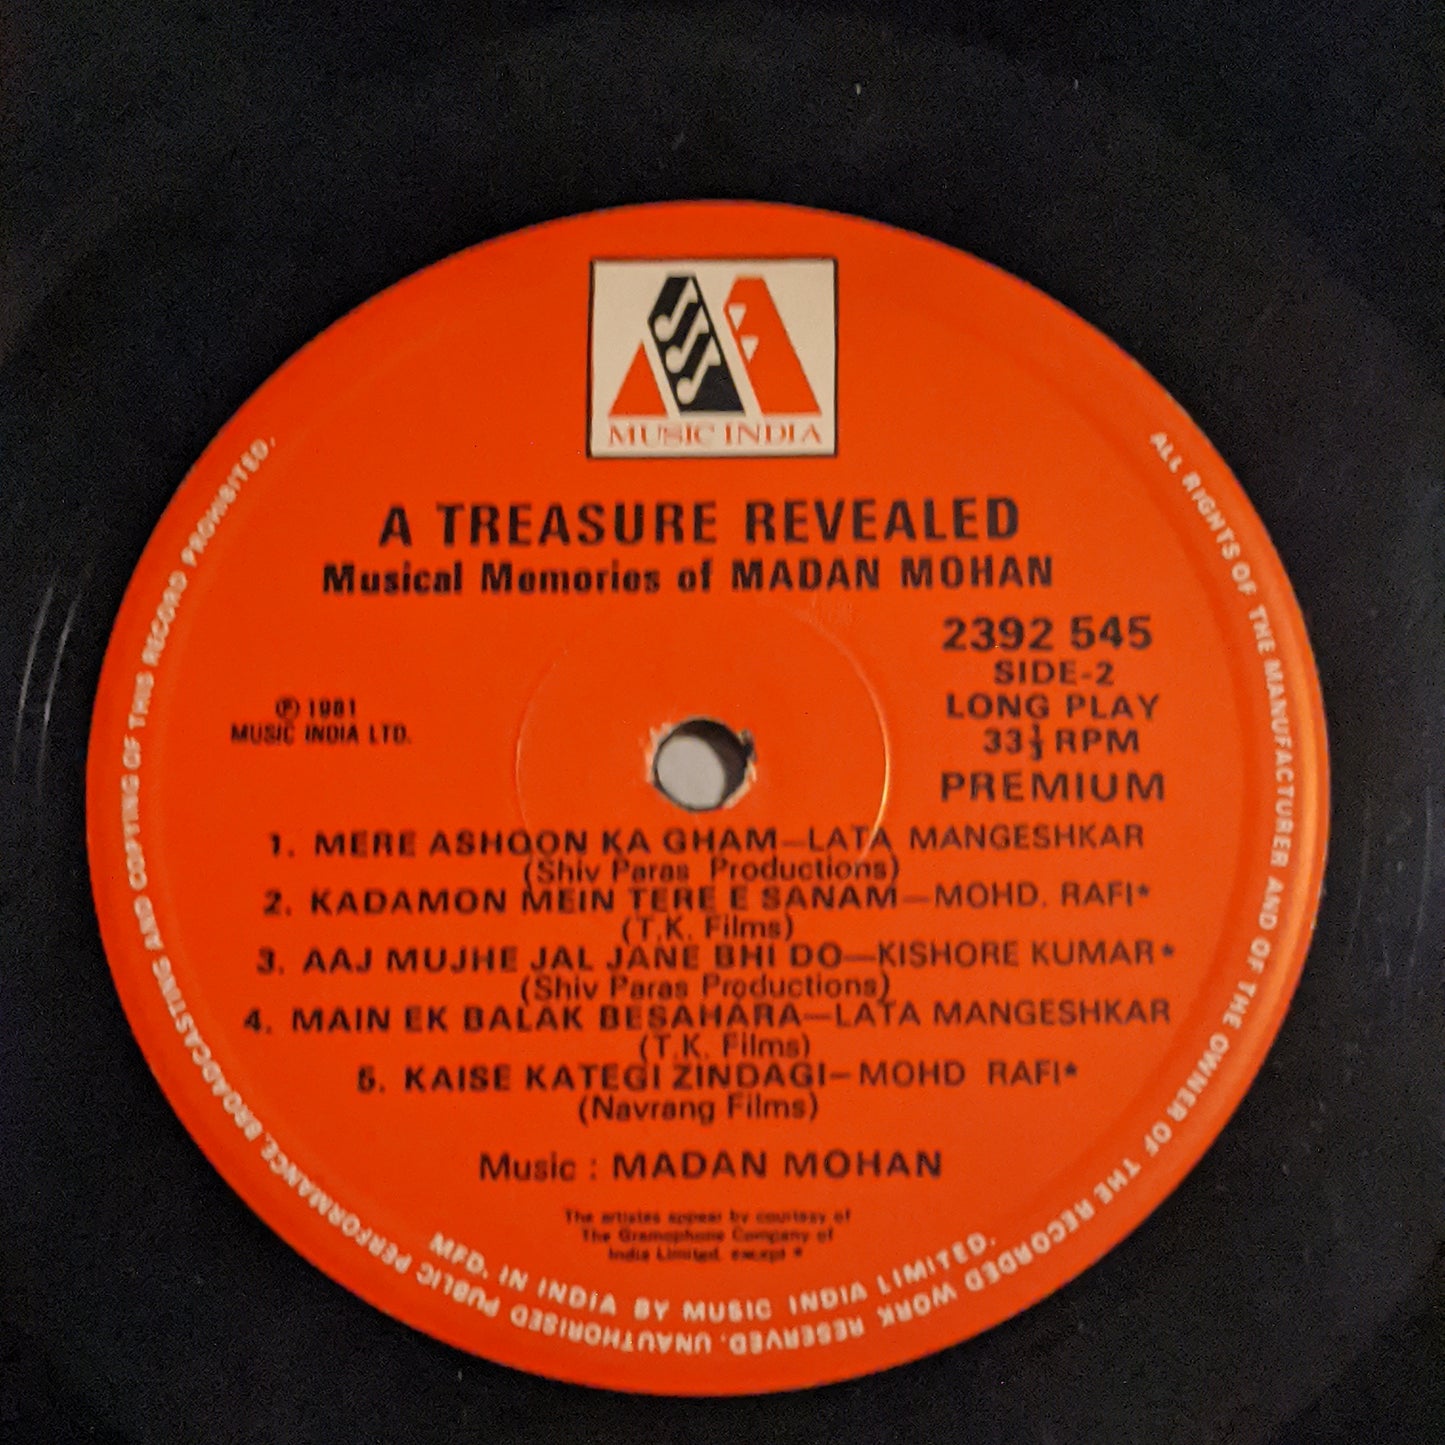 MUSIC INDIA
A TREASURE REVEALED
Musical Memories of MADAN MOHAN
2392 545
SIDE-2
LONG PLAY
33⅓ RPM
PREMIUM
℗ 1981
MUSIC INDIA LTD.
1. MERE ASHOON KA GHAM—LATA MANGESHKAR
(Shiv Paras Productions)
2. KADAMON MEIN TERE E SANAM—MOHD. RAFI*
(T.K. Films)
3. AAJ MUJHE JAL JANE BHI DO—KISHORE KUMAR*
(Shiv Paras Productions)
4. MAIN EK BALAK BESAHARA—LATA MANGESHKAR
(T.K. Films)
5. KAISE KATEGI ZINDAGI—MOHD RAFI*
(Navrang Films)
Music : MADAN MOHAN
The artistes appear by courtesy of
The Gramophone Company of
India Limited, except *
MFD. IN INDIA BY MUSIC INDIA LIMITED.
ALL RIGHTS OF THE MANUFACTURER AND OF THE OWNER OF THE RECORDED WORK RESERVED. UNAUTHORISED PUBLIC PERFORMANCE, BROADCASTING AND COPYING OF THIS RECORD PROHIBITED.